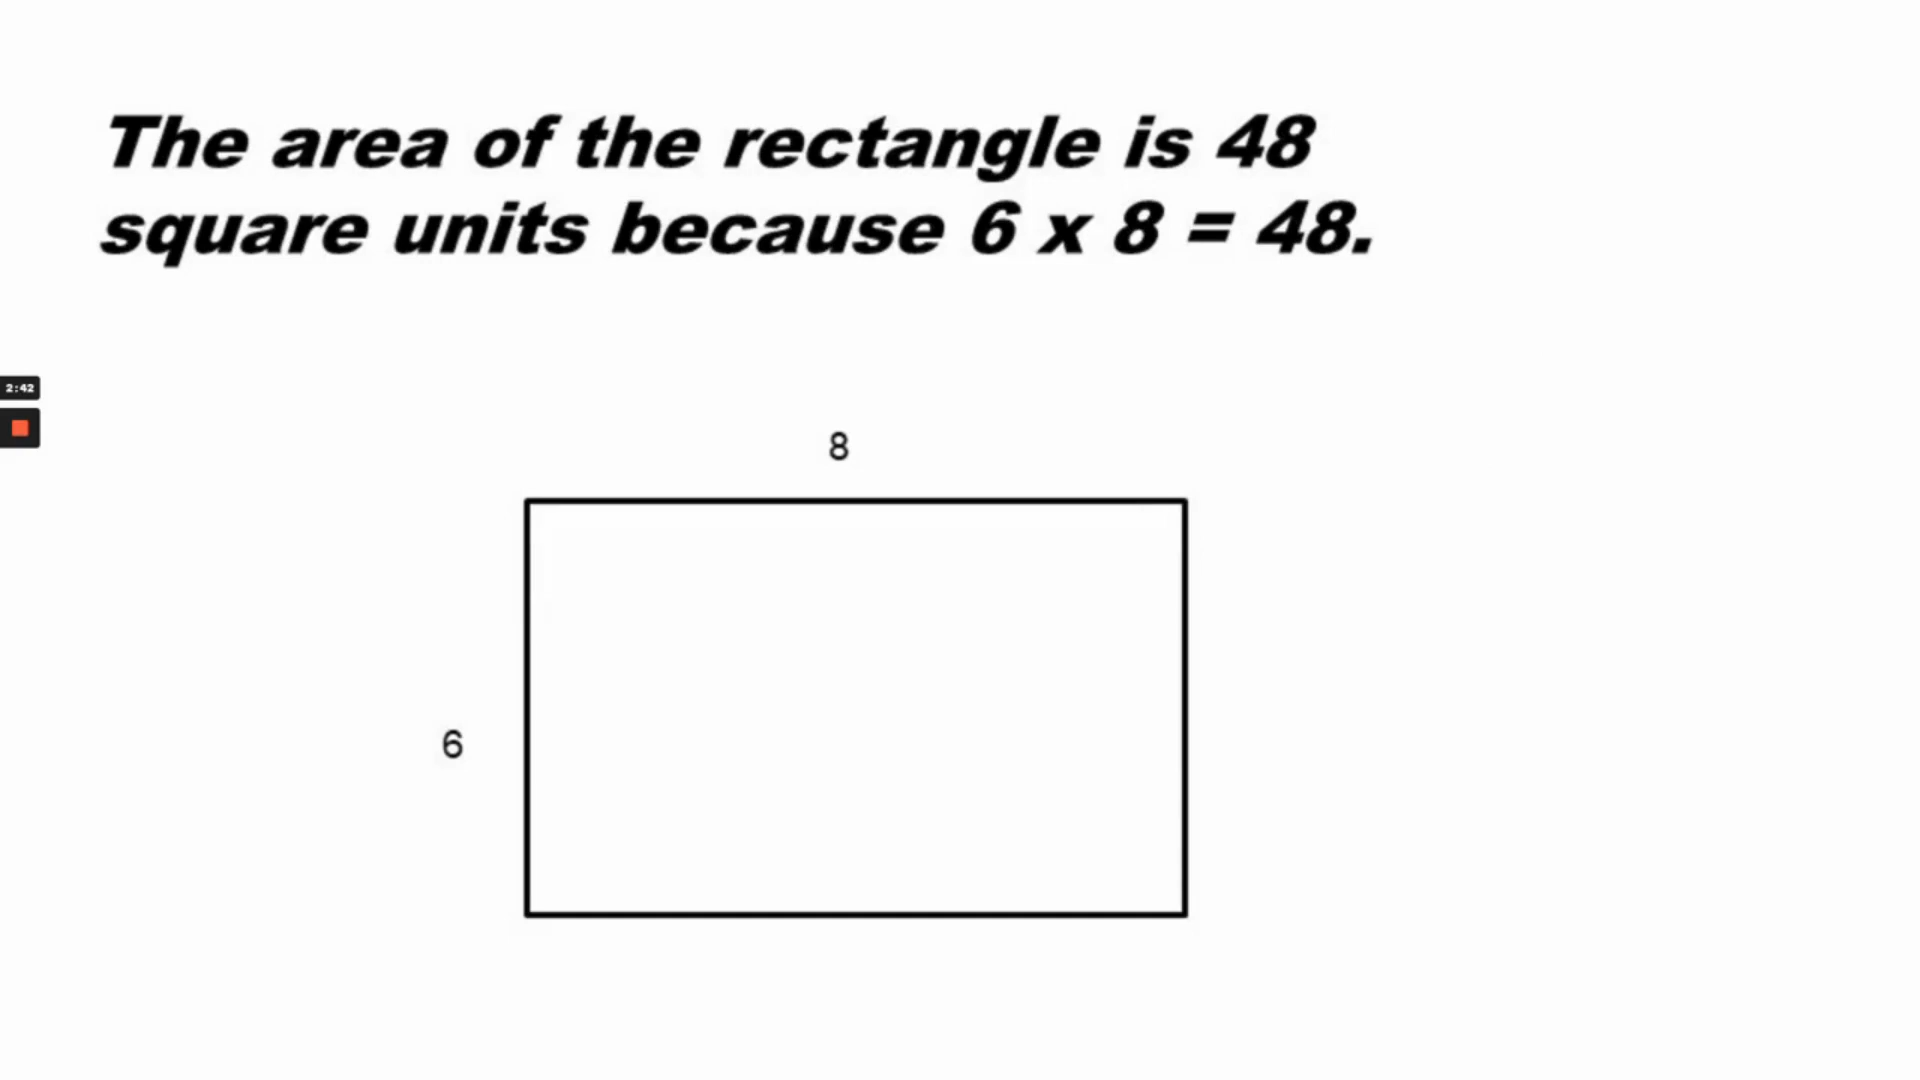 The area of the rectangle is 48
square units because 6 x 8 = 48.
2:42
8
6